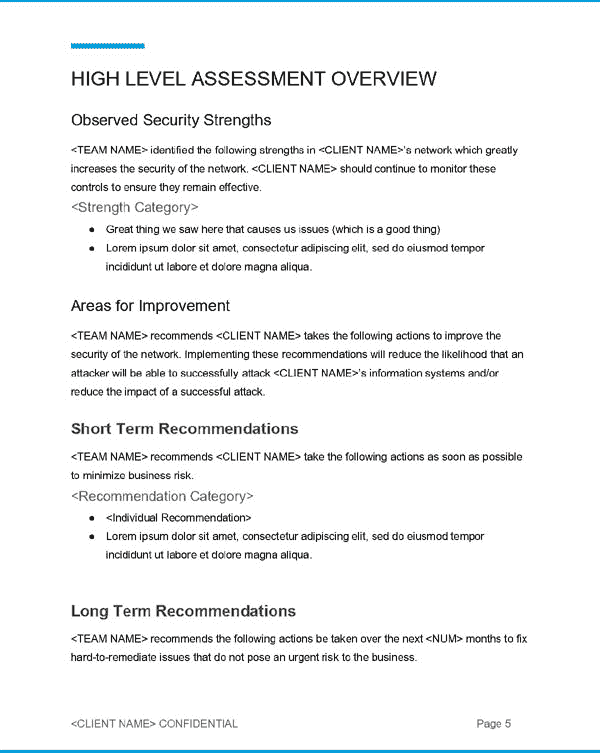 HIGH LEVEL ASSESSMENT OVERVIEW
Observed Security Strengths
<TEAM NAME> identified the following strengths in <CLIENT NAME>'s network which greatly
increases the security of the network. <CLIENT NAME> should continue to monitor these
controls to ensure they remain effective.
<Strength Category>
● Great thing we saw here that causes us issues (which is a good thing)
● Lorem ipsum dolor sit amet, consectetur adipiscing elit, sed do eiusmod tempor
incididunt ut labore et dolore magna aliqua.
Areas for Improvement
<TEAM NAME> recommends <CLIENT NAME> takes the following actions to improve the
security of the network. Implementing these recommendations will reduce the likelihood that an
attacker will be able to successfully attack <CLIENT NAME>'s information systems and/or
reduce the impact of a successful attack.
Short Term Recommendations
<TEAM NAME> recommends <CLIENT NAME> take the following actions as soon as possible
to minimize business risk.
<Recommendation Category>
● <Individual Recommendation>
● Lorem ipsum dolor sit amet, consectetur adipiscing elit, sed do eiusmod tempor
incididunt ut labore et dolore magna aliqua.
Long Term Recommendations
<TEAM NAME> recommends the following actions be taken over the next <NUM> months to fix
hard-to-remediate issues that do not pose an urgent risk to the business.
<CLIENT NAME> CONFIDENTIAL Page 5